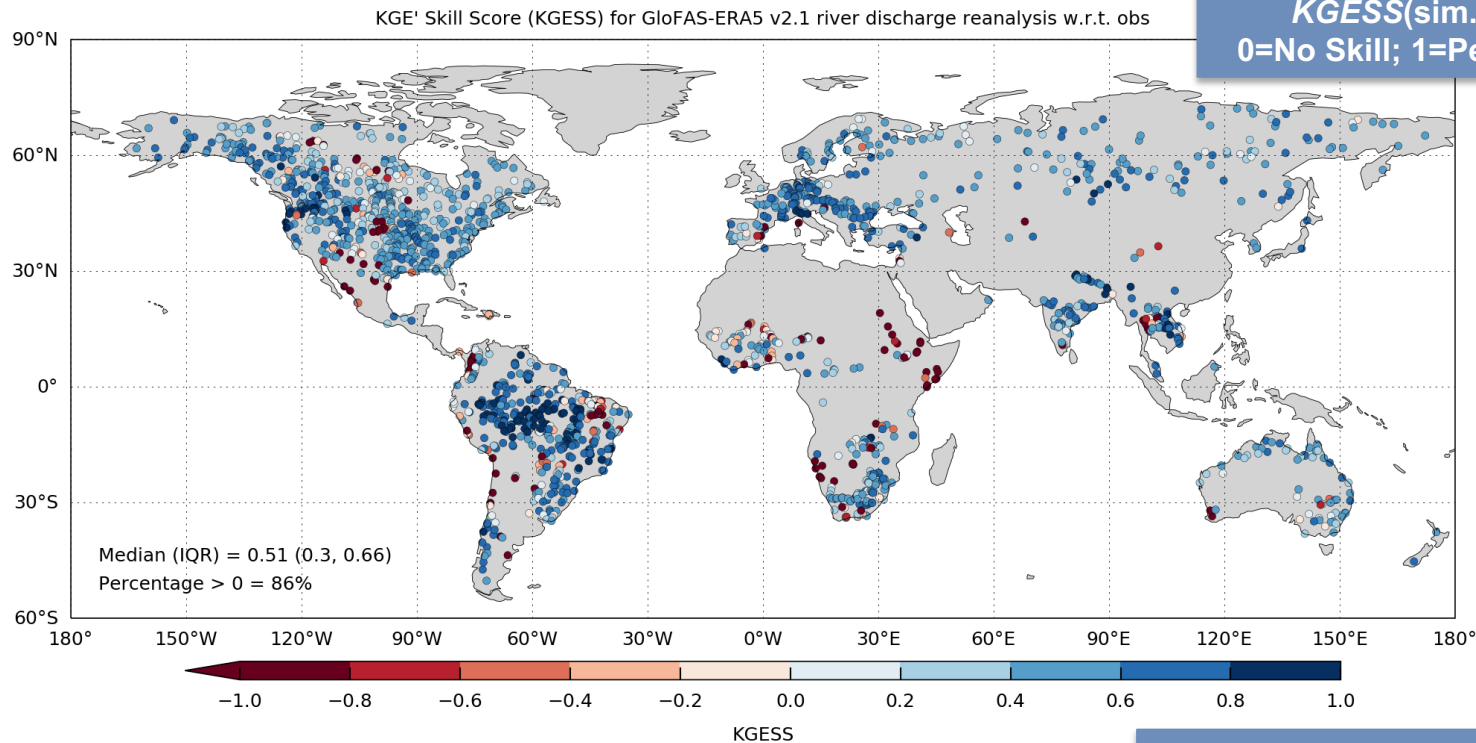 KGE' Skill Score (KGESS) for GloFAS-ERA5 v2.1 river discharge reanalysis w.r.t. obs
KGESS(sim.
0=No Skill; 1=Pe
90°N
60°N
30°N
0°
30°S
60°S
Median (IQR) = 0.51 (0.3, 0.66)
Percentage > 0 = 86%
180° 150°W 120°W 90°W 60°W 30°W 0°W 30°E 60°E 90°E 120°E 150°E 180°
−1.0 −0.8 −0.6 −0.4 −0.2 0.0 0.2 0.4 0.6 0.8 1.0
KGESS